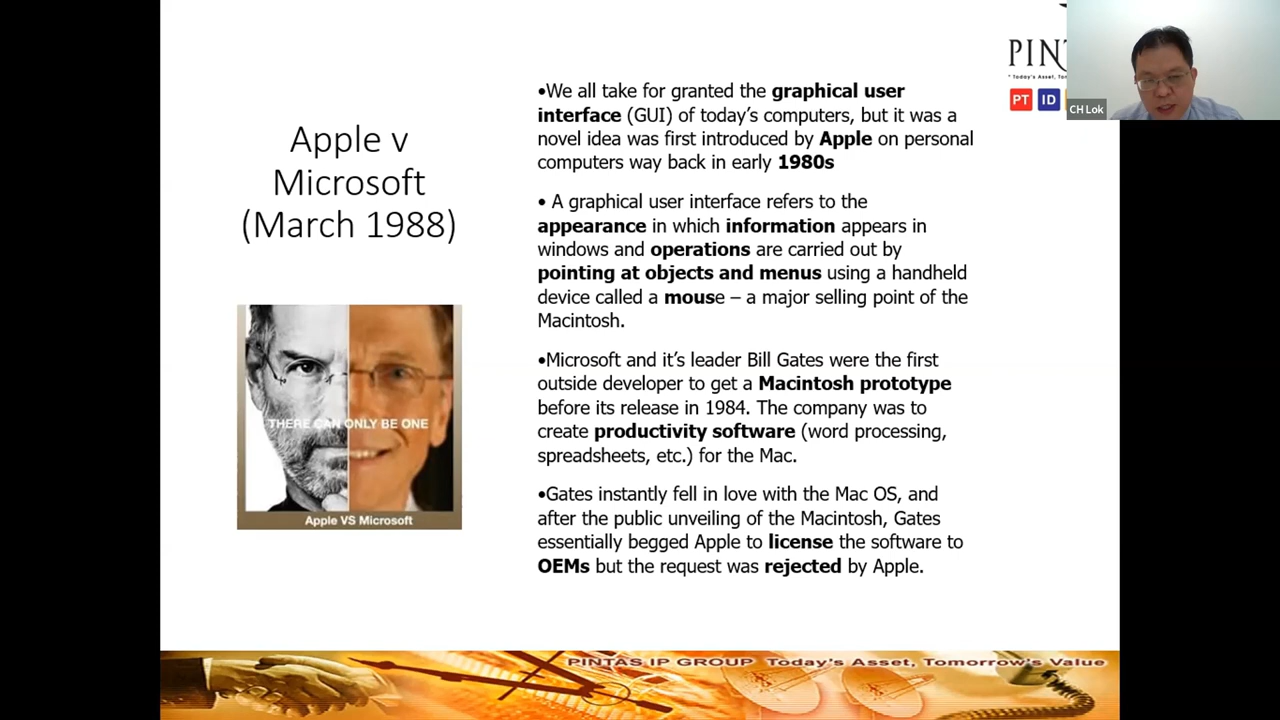 Apple v
Microsoft
(March 1988)
THERE CAN ONLY BE ONE
Apple VS Microsoft
•We all take for granted the graphical user
interface (GUI) of today's computers, but it was a
novel idea was first introduced by Apple on personal
computers way back in early 1980s
• A graphical user interface refers to the
appearance in which information appears in
windows and operations are carried out by
pointing at objects and menus using a handheld
device called a mouse – a major selling point of the
Macintosh.
•Microsoft and it's leader Bill Gates were the first
outside developer to get a Macintosh prototype
before its release in 1984. The company was to
create productivity software (word processing,
spreadsheets, etc.) for the Mac.
•Gates instantly fell in love with the Mac OS, and
after the public unveiling of the Macintosh, Gates
essentially begged Apple to license the software to
OEMs but the request was rejected by Apple.
PIN
"Today's Asset,
PT ID
CH Lok
PINTAS IP GROUP Today's Asset, Tomorrow's Value